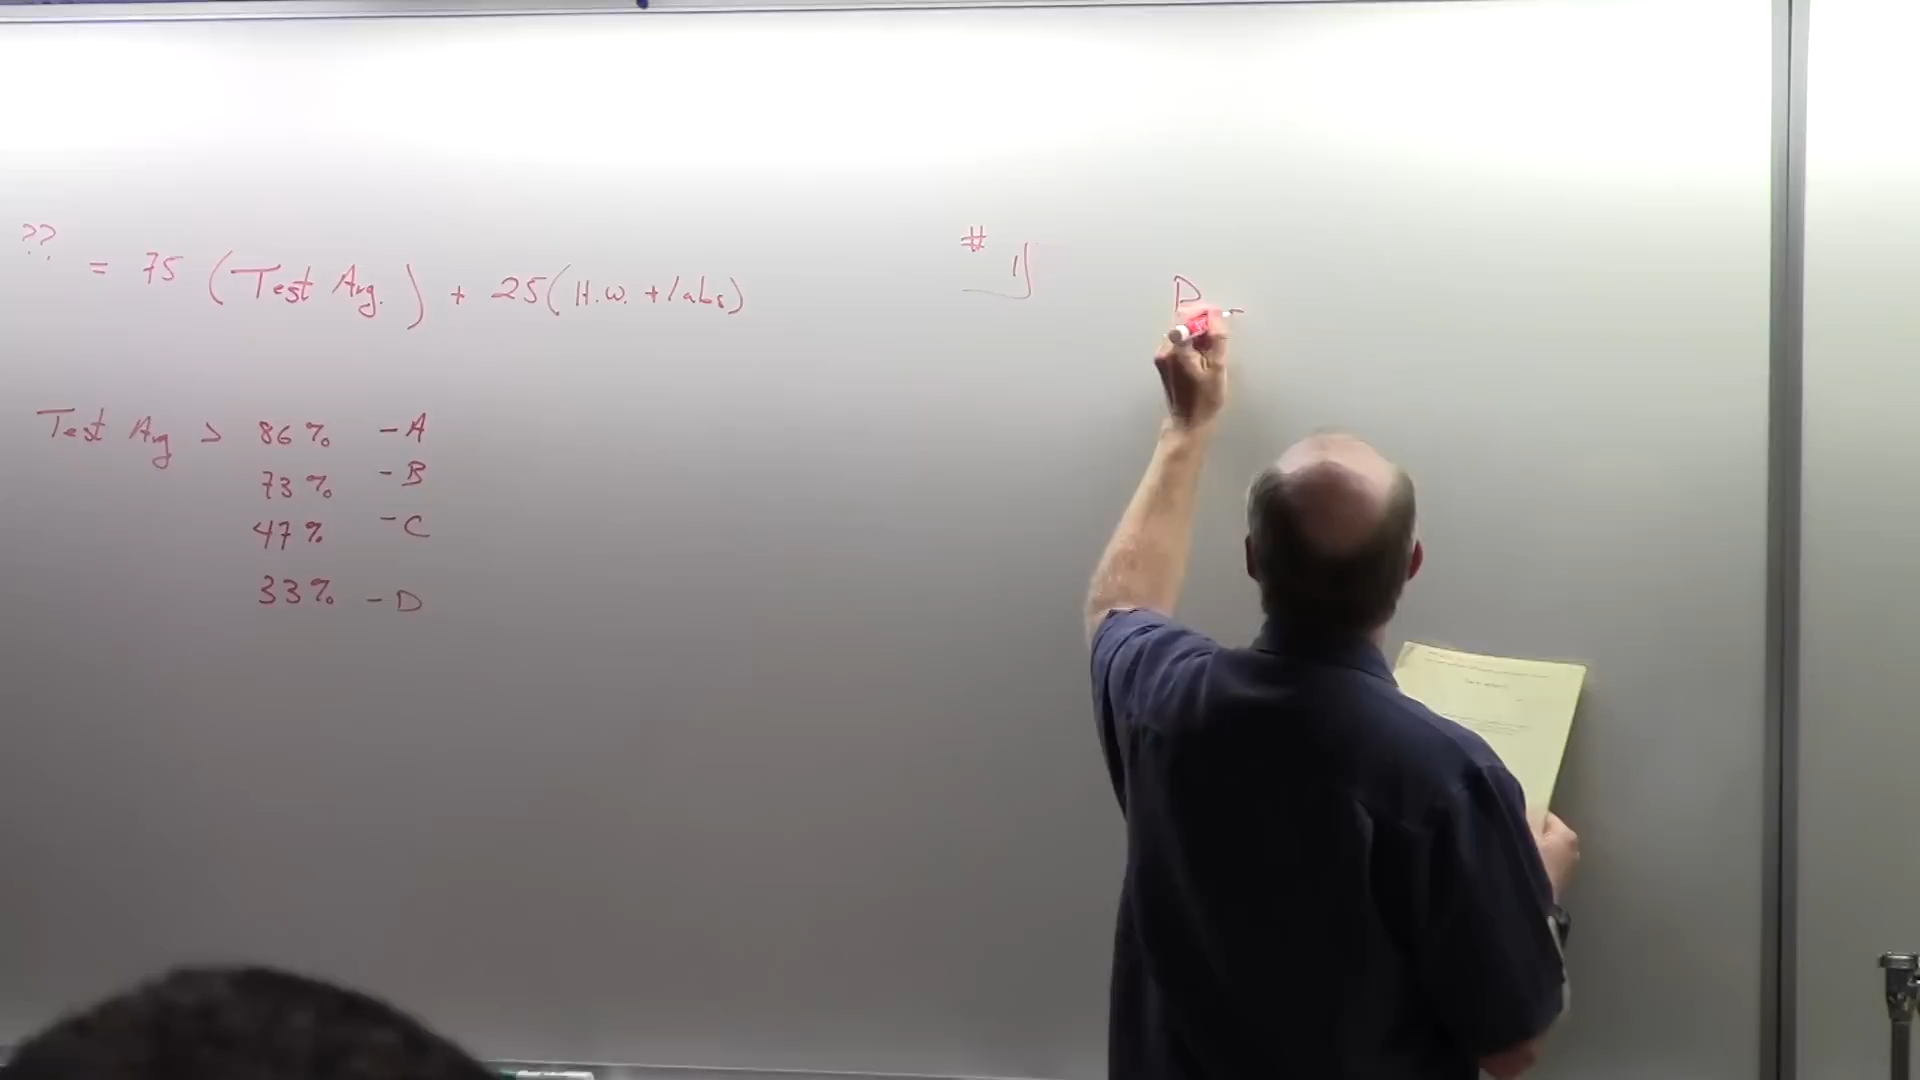 ??
= 75 (Test Avg.) + 25 (H.W. + labs)
Test Avg > 86% - A
73% - B
47% - C
33% - D
#
1
D